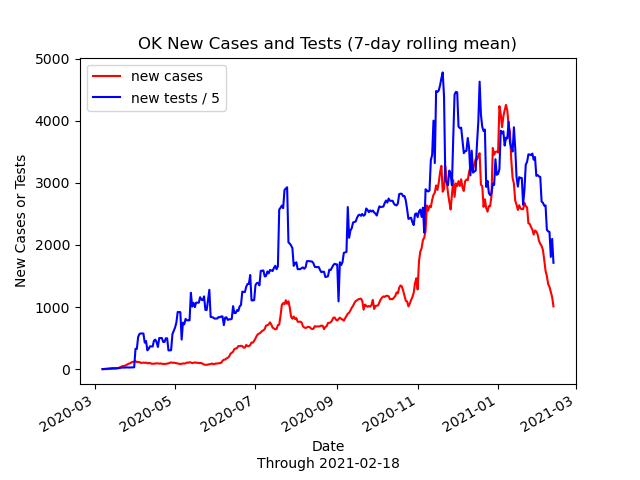 OK New Cases and Tests (7-day rolling mean)
new cases
new tests / 5
New Cases or Tests
5000
4000
3000
2000
1000
0
2020-03
2020-05
2020-07
2020-09
2020-11
2021-01
2021-03
Date
Through 2021-02-18